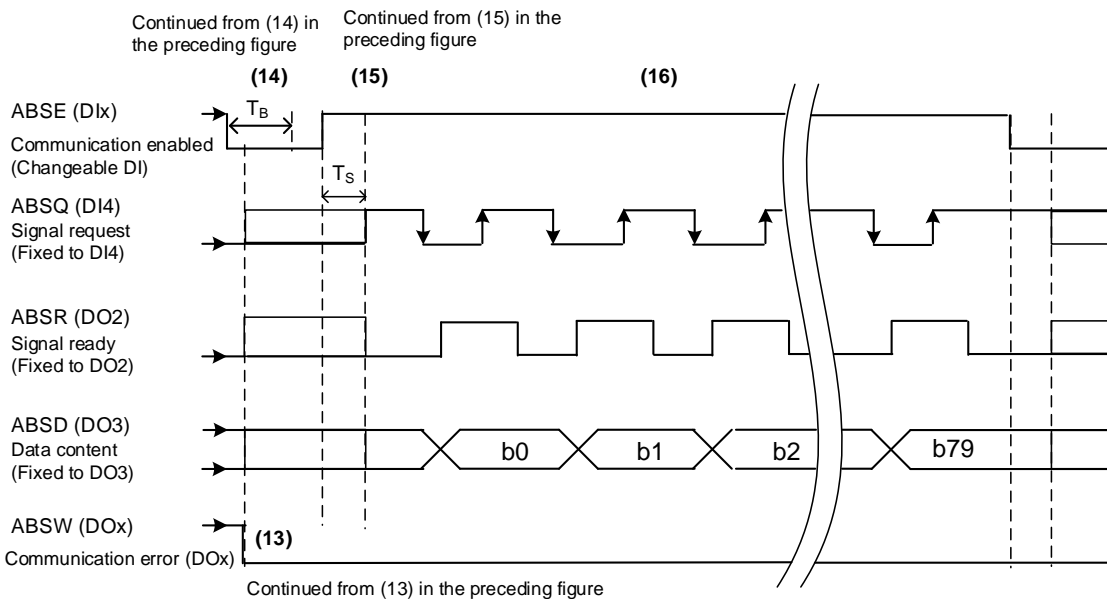 Continued from (14) in
the preceding figure
Continued from (15) in the
preceding figure
(14)
(15)
(16)
ABSE (DIx)
TB
Communication enabled
(Changeable DI)
TS
ABSQ (DI4)
Signal request
(Fixed to DI4)
ABSR (DO2)
Signal ready
(Fixed to DO2)
ABSD (DO3)
Data content
(Fixed to DO3)
b0
b1
b2
b79
ABSW (DOx)
(13)
Communication error (DOx)
Continued from (13) in the preceding figure